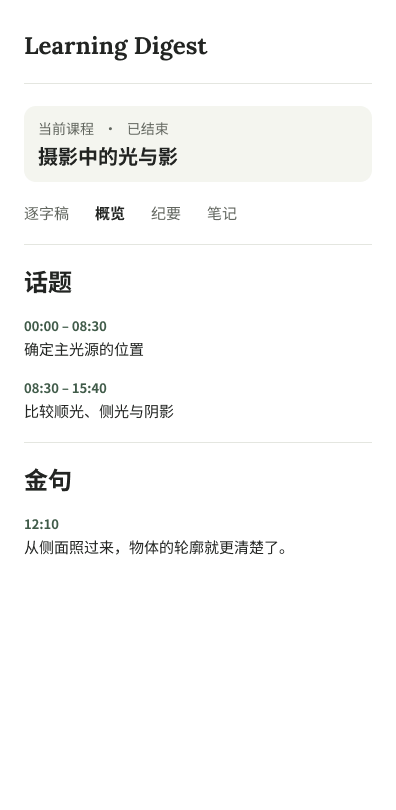 Learning Digest
当前课程 • 已结束
摄影中的光与影
逐字稿 概览 纪要 笔记
话题
00:00 – 08:30
确定主光源的位置
08:30 – 15:40
比较顺光、侧光与阴影
金句
12:10
从侧面照过来，物体的轮廓就更清楚了。